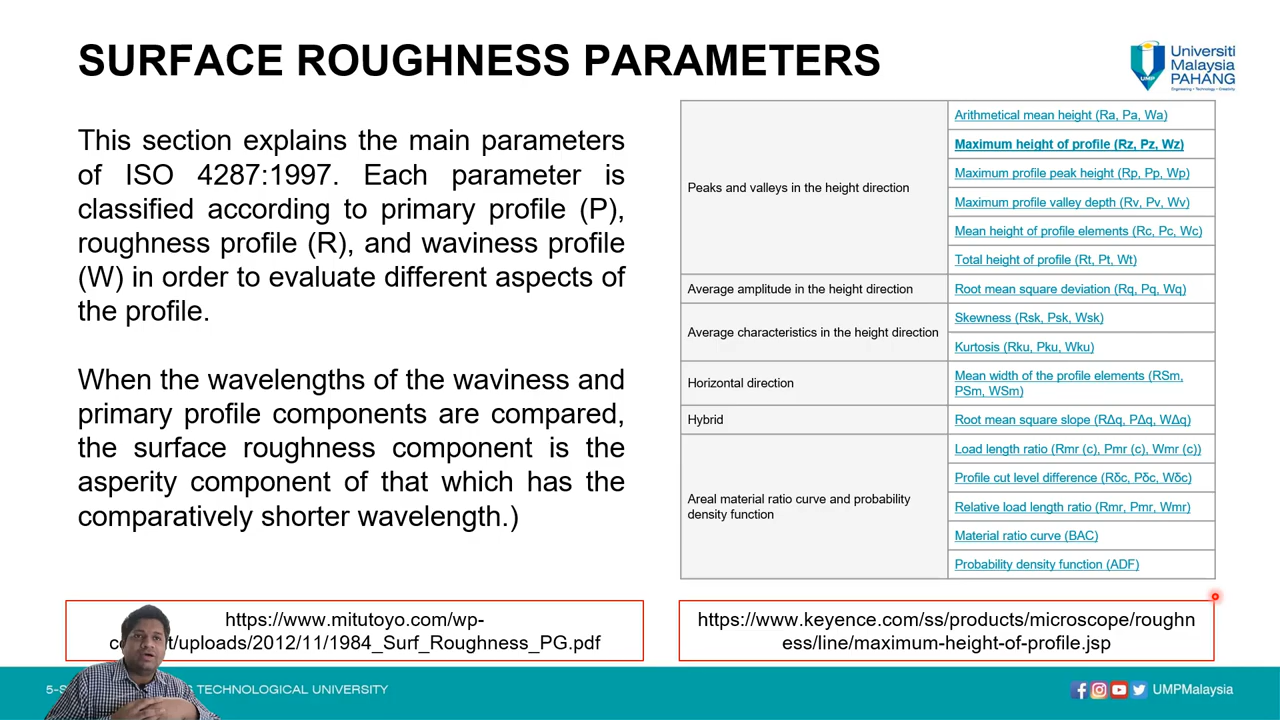 SURFACE ROUGHNESS PARAMETERS
Universiti
Malaysia
PAHANG
Engineering • Technology • Creativity
UMP
This section explains the main parameters
of ISO 4287:1997. Each parameter is
classified according to primary profile (P),
roughness profile (R), and waviness profile
(W) in order to evaluate different aspects of
the profile.
When the wavelengths of the waviness and
primary profile components are compared,
the surface roughness component is the
asperity component of that which has the
comparatively shorter wavelength.)
Peaks and valleys in the height direction
Arithmetical mean height (Ra, Pa, Wa)
Maximum height of profile (Rz, Pz, Wz)
Maximum profile peak height (Rp, Pp, Wp)
Maximum profile valley depth (Rv, Pv, Wv)
Mean height of profile elements (Rc, Pc, Wc)
Total height of profile (Rt, Pt, Wt)
Average amplitude in the height direction
Root mean square deviation (Rq, Pq, Wq)
Average characteristics in the height direction
Skewness (Rsk, Psk, Wsk)
Kurtosis (Rku, Pku, Wku)
Horizontal direction
Mean width of the profile elements (RSm,
PSm, WSm)
Hybrid
Root mean square slope (RΔq, PΔq, WΔq)
Areal material ratio curve and probability
density function
Load length ratio (Rmr (c), Pmr (c), Wmr (c))
Profile cut level difference (Rδc, Pδc, Wδc)
Relative load length ratio (Rmr, Pmr, Wmr)
Material ratio curve (BAC)
Probability density function (ADF)
https://www.mitutoyo.com/wp-
t/uploads/2012/11/1984_Surf_Roughness_PG.pdf
https://www.keyence.com/ss/products/microscope/roughn
ess/line/maximum-height-of-profile.jsp
5-S
TECHNOLOGICAL UNIVERSITY
UMPMalaysia